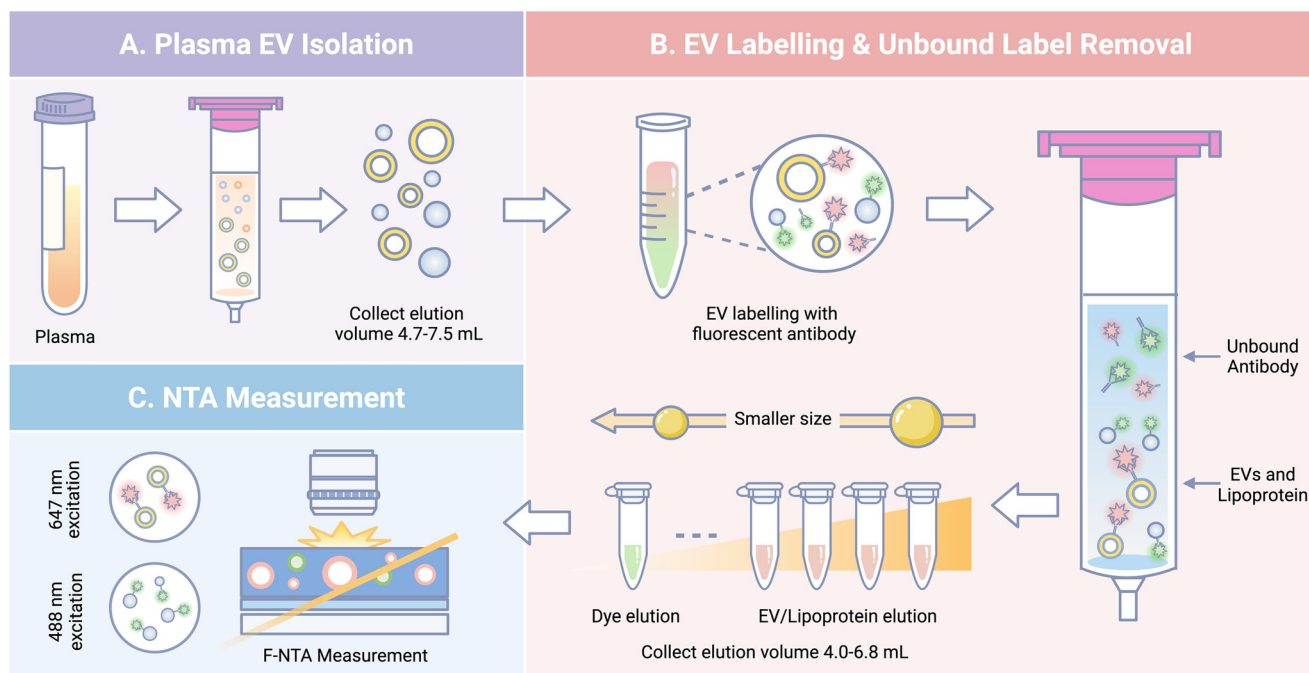 A. Plasma EV Isolation
Plasma
Collect elution
volume 4.7-7.5 mL
B. EV Labelling & Unbound Label Removal
EV labelling with
fluorescent antibody
Unbound
Antibody
EVs and
Lipoprotein
Smaller size
Dye elution
EV/Lipoprotein elution
Collect elution volume 4.0-6.8 mL
C. NTA Measurement
647 nm
excitation
488 nm
excitation
F-NTA Measurement